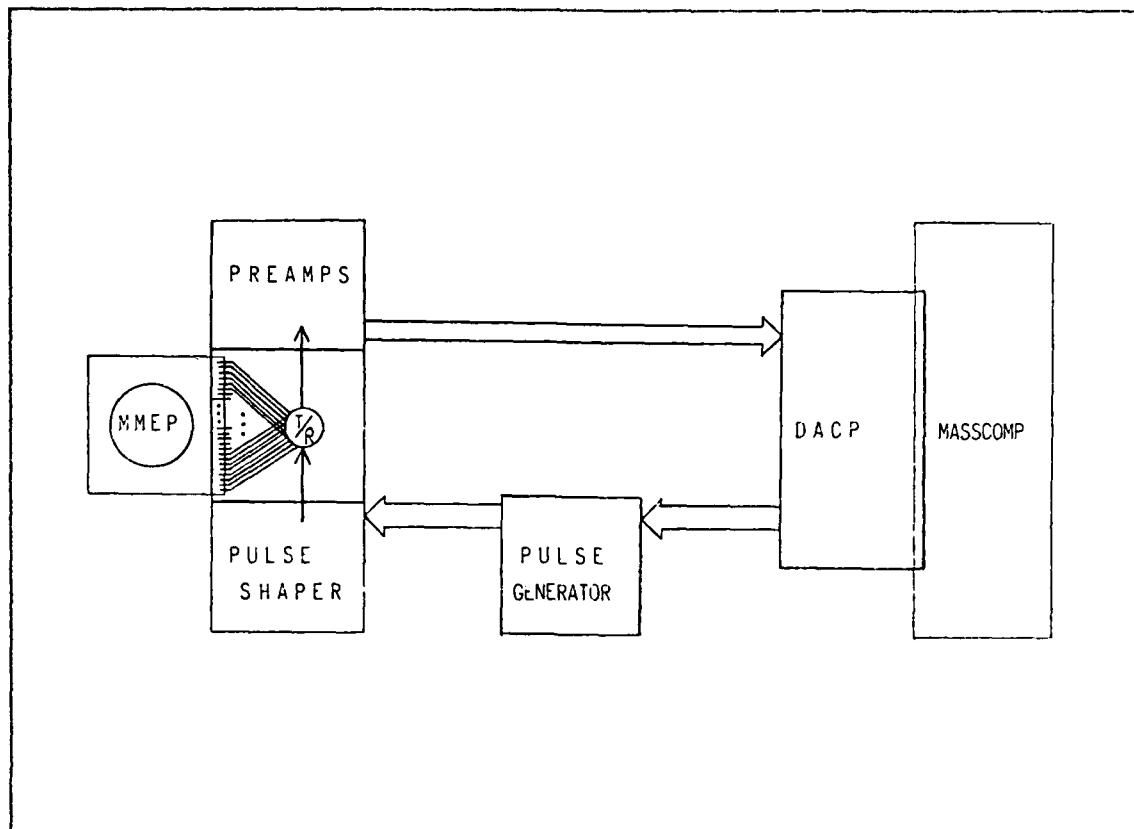 PREAMPS
MMEP
T/R
DACP
MASSCOMP
PULSE
SHAPER
PULSE
GENERATOR